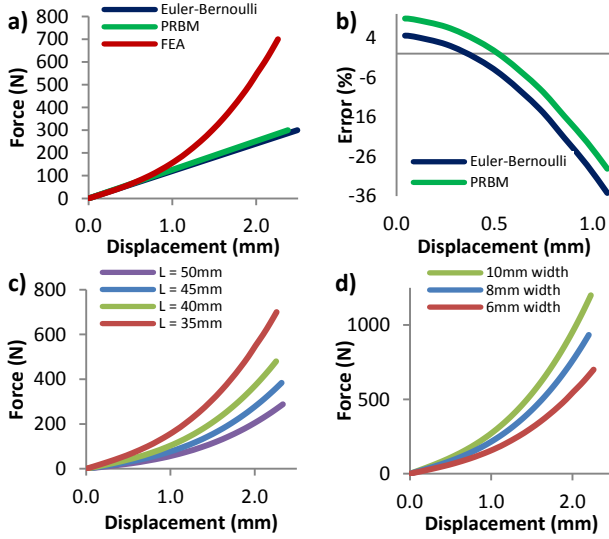 a)
Euler-Bernoulli
PRBM
FEA
Force (N)
800
700
600
500
400
300
200
100
0
0.0 1.0 2.0
Displacement (mm)
b)
Error (%)
4
-6
-16
-26
-36
Euler-Bernoulli
PRBM
0.0 0.5 1.0
Displacement (mm)
c)
L = 50mm
L = 45mm
L = 40mm
L = 35mm
Force (N)
800
600
400
200
0
0.0 1.0 2.0
Displacement (mm)
d)
10mm width
8mm width
6mm width
Force (N)
1000
500
0
0.0 1.0 2.0
Displacement (mm)